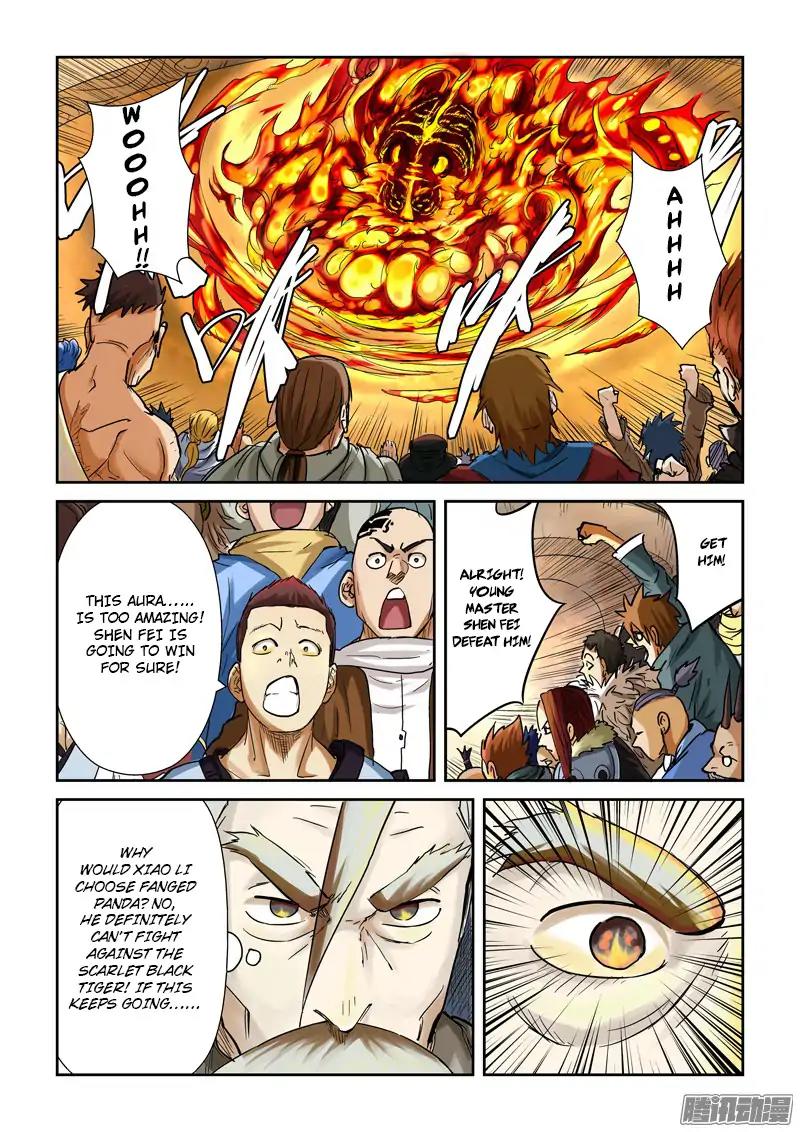 WOOOHH!!
AHHHH
THIS AURA......
IS TOO AMAZING!
SHEN FEI IS
GOING TO WIN
FOR SURE!
GET
HIM!
ALRIGHT!
YOUNG
MASTER
SHEN FEI
DEFEAT HIM!
WHY
WOULD XIAO LI
CHOOSE FANGED
PANDA? NO,
HE DEFINITELY
CAN'T FIGHT
AGAINST THE
SCARLET BLACK
TIGER! IF THIS
KEEPS GOING......
腾讯动漫